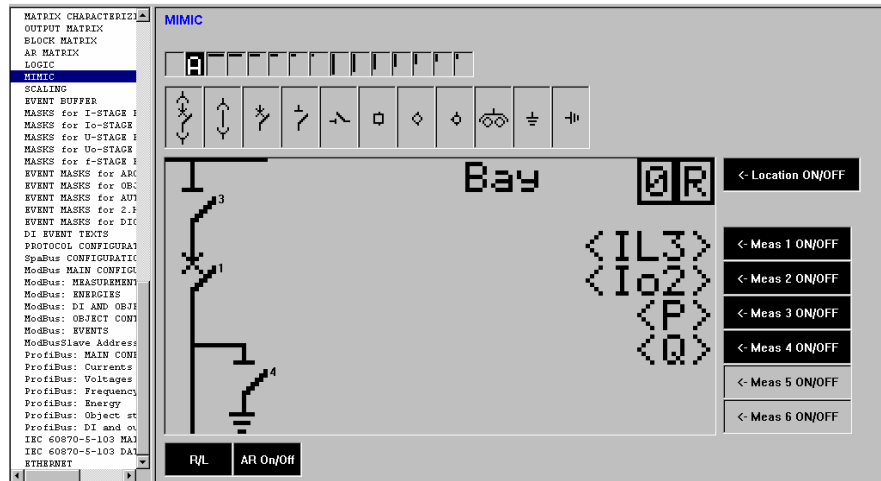 MATRIX CHARACTERIZI
OUTPUT MATRIX
BLOCK MATRIX
AR MATRIX
LOGIC
MIMIC
SCALING
EVENT BUFFER
MASKS for I-STAGE
MASKS for Io-STAGE
MASKS for U-STAGE
MASKS for Uo-STAGE
MASKS for f-STAGE
EVENT MASKS for ARC
EVENT MASKS for OBJ
EVENT MASKS for AUT
EVENT MASKS for 2.H
EVENT MASKS for DIG
DI EVENT TEXTS
PROTOCOL CONFIGURAT
SpaBus CONFIGURATIO
ModBus MAIN CONFIGU
ModBus: MEASUREMENT
ModBus: ENERGIES
ModBus: DI AND OBJE
ModBus: OBJECT CONT
ModBus: EVENTS
ModBusSlave Address
ProfiBus: MAIN CONF
ProfiBus: Currents
ProfiBus: Voltages
ProfiBus: Frequency
ProfiBus: Energy
ProfiBus: Object st
ProfiBus: DI and ou
IEC 60870-5-103 MAI
IEC 60870-5-103 DAT
ETHERNET
MIMIC
A
Bay 0 R
<- Location ON/OFF
3
<IL3>
<- Meas 1 ON/OFF
1
<Io2>
<- Meas 2 ON/OFF
<P>
<- Meas 3 ON/OFF
<Q>
<- Meas 4 ON/OFF
4
<- Meas 5 ON/OFF
<- Meas 6 ON/OFF
R/L AR On/Off